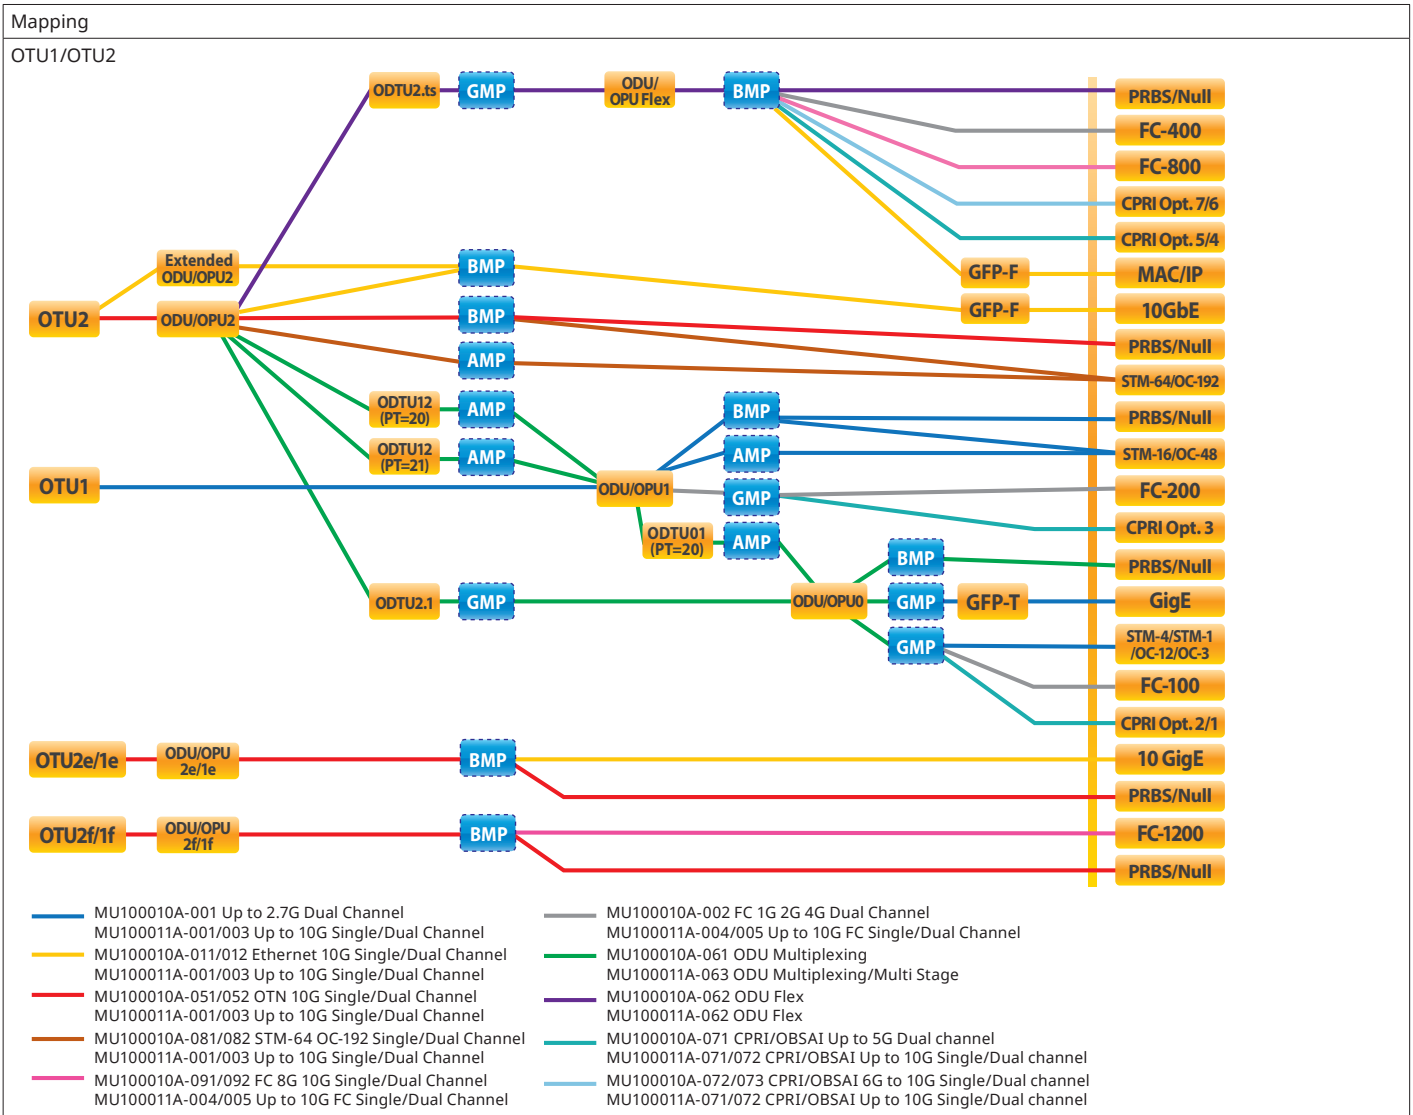 Mapping
OTU1/OTU2
ODTU2.ts
GMP
ODU/
OPU Flex
BMP
PRBS/Null
FC-400
FC-800
CPRI Opt. 7/6
CPRI Opt. 5/4
Extended
ODU/OPU2
BMP
GFP-F
MAC/IP
OTU2
ODU/OPU2
BMP
GFP-F
10GbE
PRBS/Null
AMP
STM-64/OC-192
ODTU12
(PT=20)
AMP
BMP
PRBS/Null
ODTU12
(PT=21)
AMP
AMP
STM-16/OC-48
OTU1
ODU/OPU1
GMP
FC-200
CPRI Opt. 3
ODTU01
(PT=20)
AMP
BMP
PRBS/Null
ODTU2.1
GMP
ODU/OPU0
GMP
GFP-T
GigE
GMP
STM-4/STM-1
/OC-12/OC-3
FC-100
CPRI Opt. 2/1
OTU2e/1e
ODU/OPU
2e/1e
BMP
10 GigE
PRBS/Null
OTU2f/1f
ODU/OPU
2f/1f
BMP
FC-1200
PRBS/Null
MU100010A-001 Up to 2.7G Dual Channel
MU100011A-001/003 Up to 10G Single/Dual Channel
MU100010A-011/012 Ethernet 10G Single/Dual Channel
MU100011A-001/003 Up to 10G Single/Dual Channel
MU100010A-051/052 OTN 10G Single/Dual Channel
MU100011A-001/003 Up to 10G Single/Dual Channel
MU100010A-081/082 STM-64 OC-192 Single/Dual Channel
MU100011A-001/003 Up to 10G Single/Dual Channel
MU100010A-091/092 FC 8G 10G Single/Dual Channel
MU100011A-004/005 Up to 10G FC Single/Dual Channel
MU100010A-002 FC 1G 2G 4G Dual Channel
MU100011A-004/005 Up to 10G FC Single/Dual Channel
MU100010A-061 ODU Multiplexing
MU100011A-063 ODU Multiplexing/Multi Stage
MU100010A-062 ODU Flex
MU100011A-062 ODU Flex
MU100010A-071 CPRI/OBSAI Up to 5G Dual channel
MU100011A-071/072 CPRI/OBSAI Up to 10G Single/Dual channel
MU100010A-072/073 CPRI/OBSAI 6G to 10G Single/Dual channel
MU100011A-071/072 CPRI/OBSAI Up to 10G Single/Dual channel